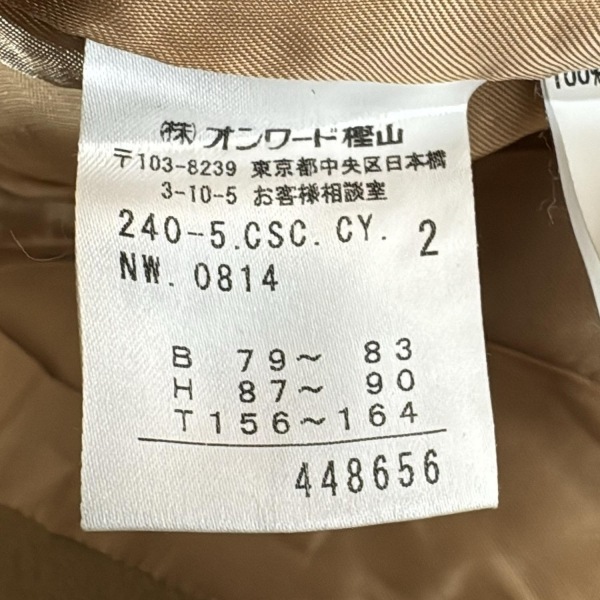 ㈱オンワード樫山
〒103-8239 東京都中央区日本橋
3-10-5 お客様相談室
240-5.CSC.CY. 2
NW. 0814
B 79～ 83
H 87～ 90
T156～164
448656
100%